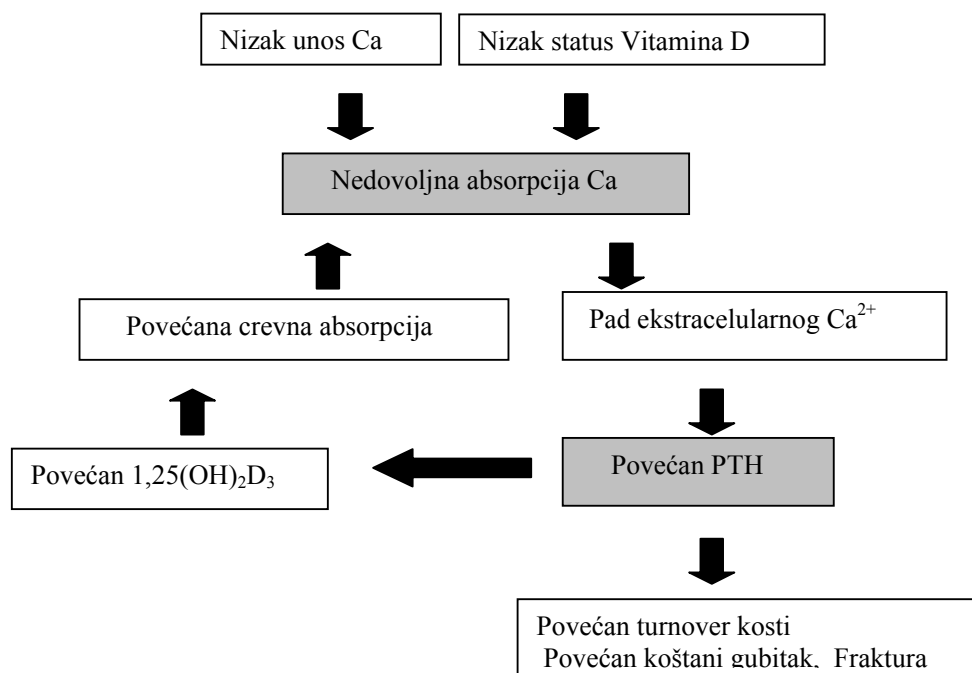 Nizak unos Ca
Nizak status Vitamina D
Nedovoljna absorpcija Ca
Povećana crevna absorpcija
Pad ekstracelularnog Ca²⁺
Povećan 1,25(OH)₂D₃
Povećan PTH
Povećan turnover kosti
Povećan koštani gubitak, Fraktura